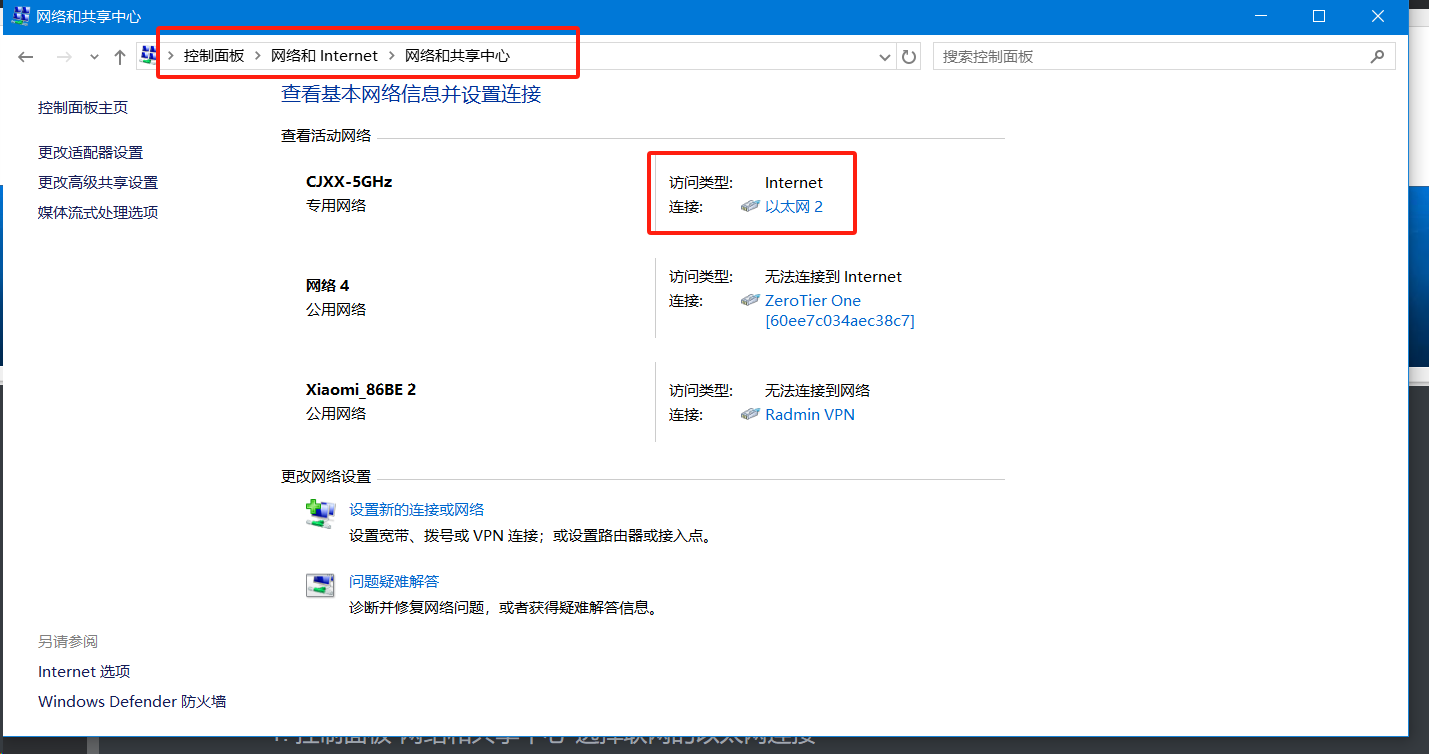 网络和共享中心
控制面板 网络和 Internet 网络和共享中心
搜索控制面板
控制面板主页
更改适配器设置
更改高级共享设置
媒体流式处理选项
查看基本网络信息并设置连接
查看活动网络
CJXX-5GHz
专用网络
访问类型: Internet
连接: 以太网 2
网络 4
公用网络
访问类型: 无法连接到 Internet
连接: ZeroTier One
[60ee7c034aec38c7]
Xiaomi_86BE 2
公用网络
访问类型: 无法连接到网络
连接: Radmin VPN
更改网络设置
设置新的连接或网络
设置宽带、拨号或 VPN 连接；或设置路由器或接入点。
问题疑难解答
诊断并修复网络问题，或者获得疑难解答信息。
另请参阅
Internet 选项
Windows Defender 防火墙